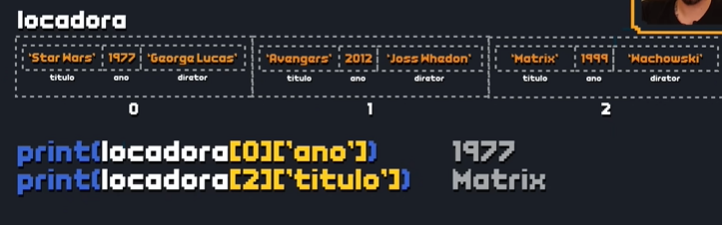 locadora
'Star Wars' 1977 'George Lucas' 'Avengers' 2012 'Joss Whedon' 'Matrix' 1999 'Wachowski'
titulo ano diretor titulo ano diretor titulo ano diretor
0 1 2
print(locadora[0]['ano']) 1977
print(locadora[2]['titulo']) Matrix